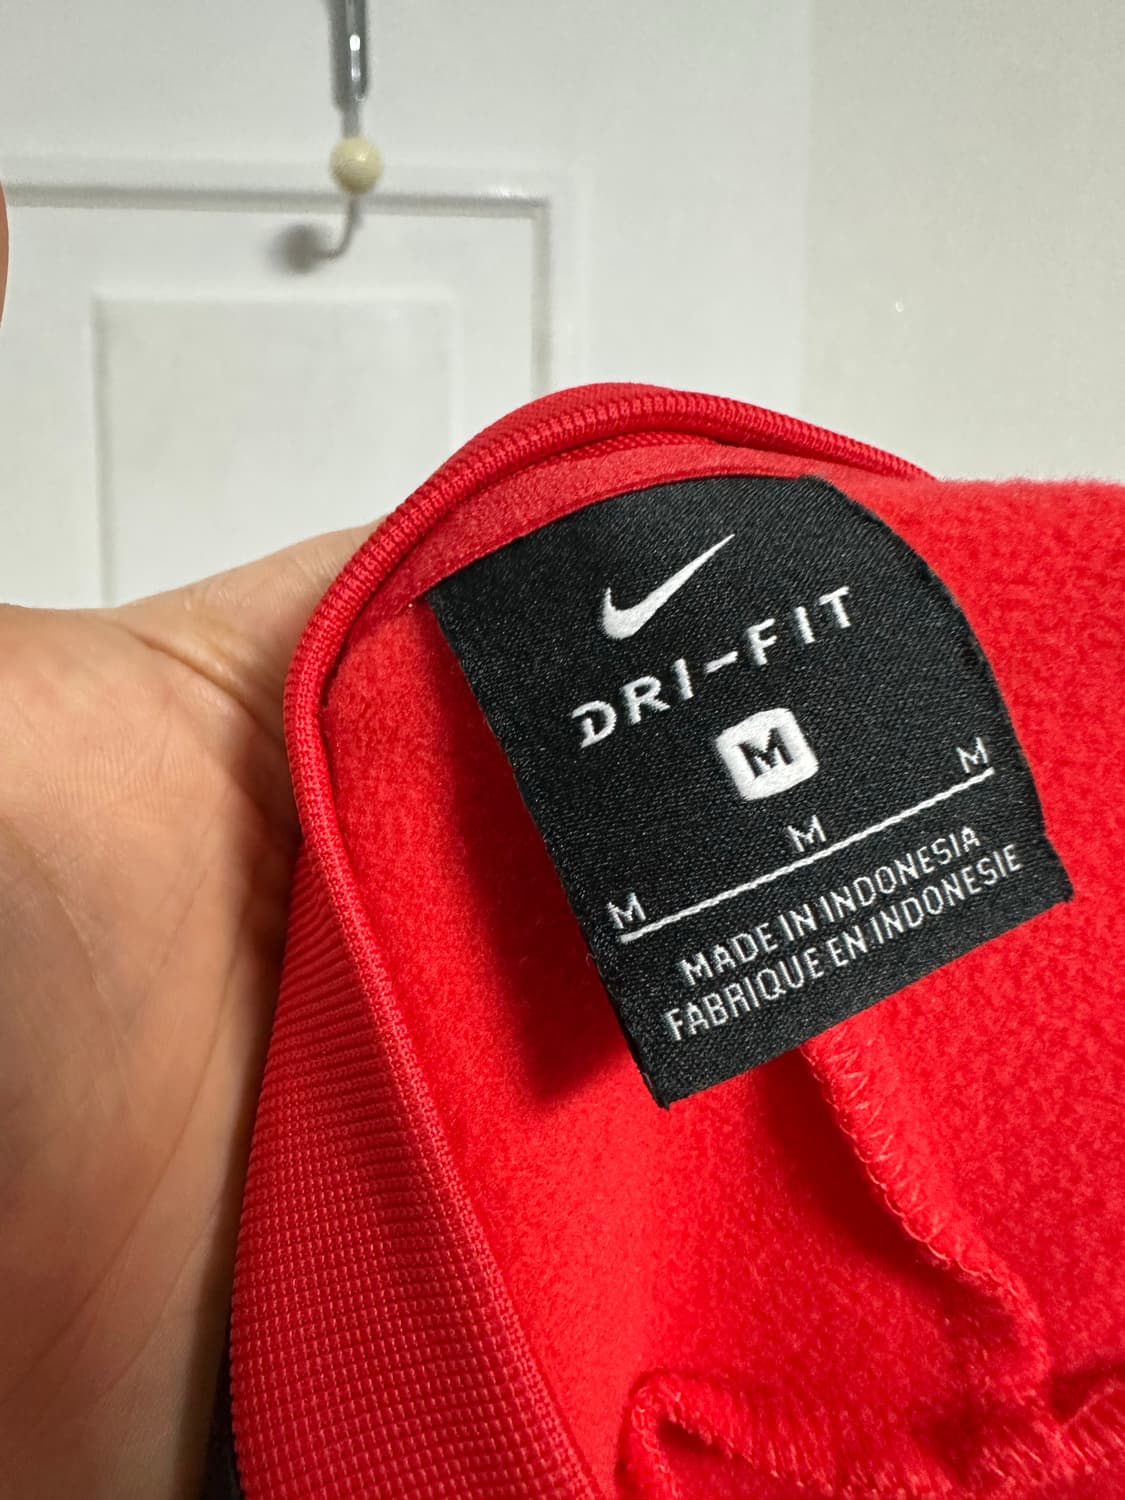 DRI-FIT
M
M M M
MADE IN INDONESIA
FABRIQUE EN INDONESIE